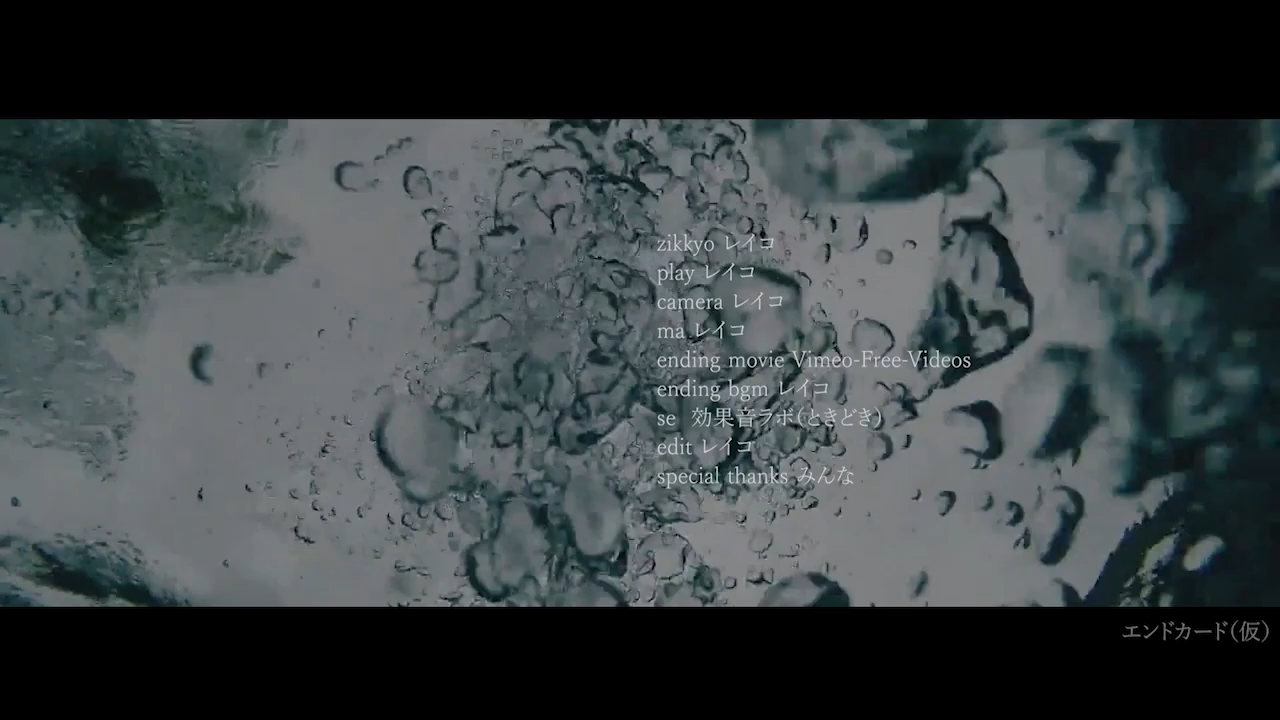 zikkyo レイコ
play レイコ
camera レイコ
ma レイコ
ending movie Vimeo-Free-Videos
ending bgm レイコ
se　効果音ラボ(ときどき)
edit レイコ
special thanks みんな
エンドカード(仮)